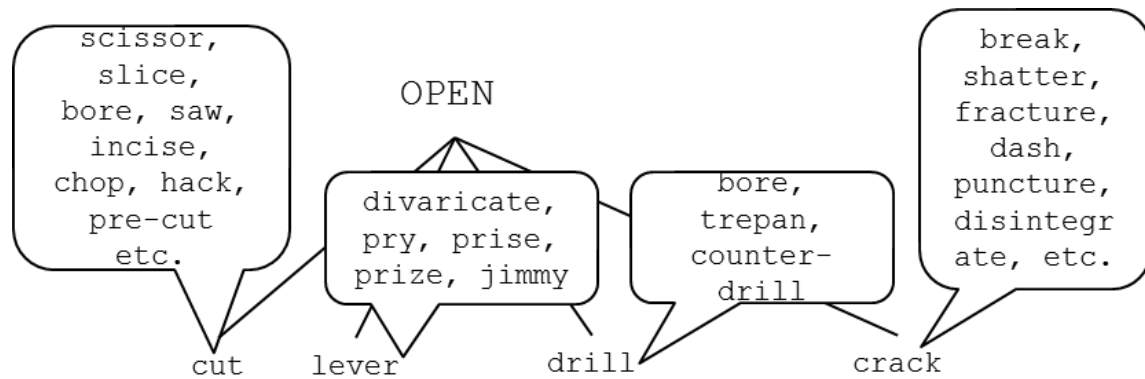 scissor,
slice,
bore, saw,
incise,
chop, hack,
pre-cut
etc.
OPEN
divaricate,
pry, prise,
prize, jimmy
bore,
trepan,
counter-
drill
break,
shatter,
fracture,
dash,
puncture,
disintegr
ate, etc.
cut
lever
drill
crack